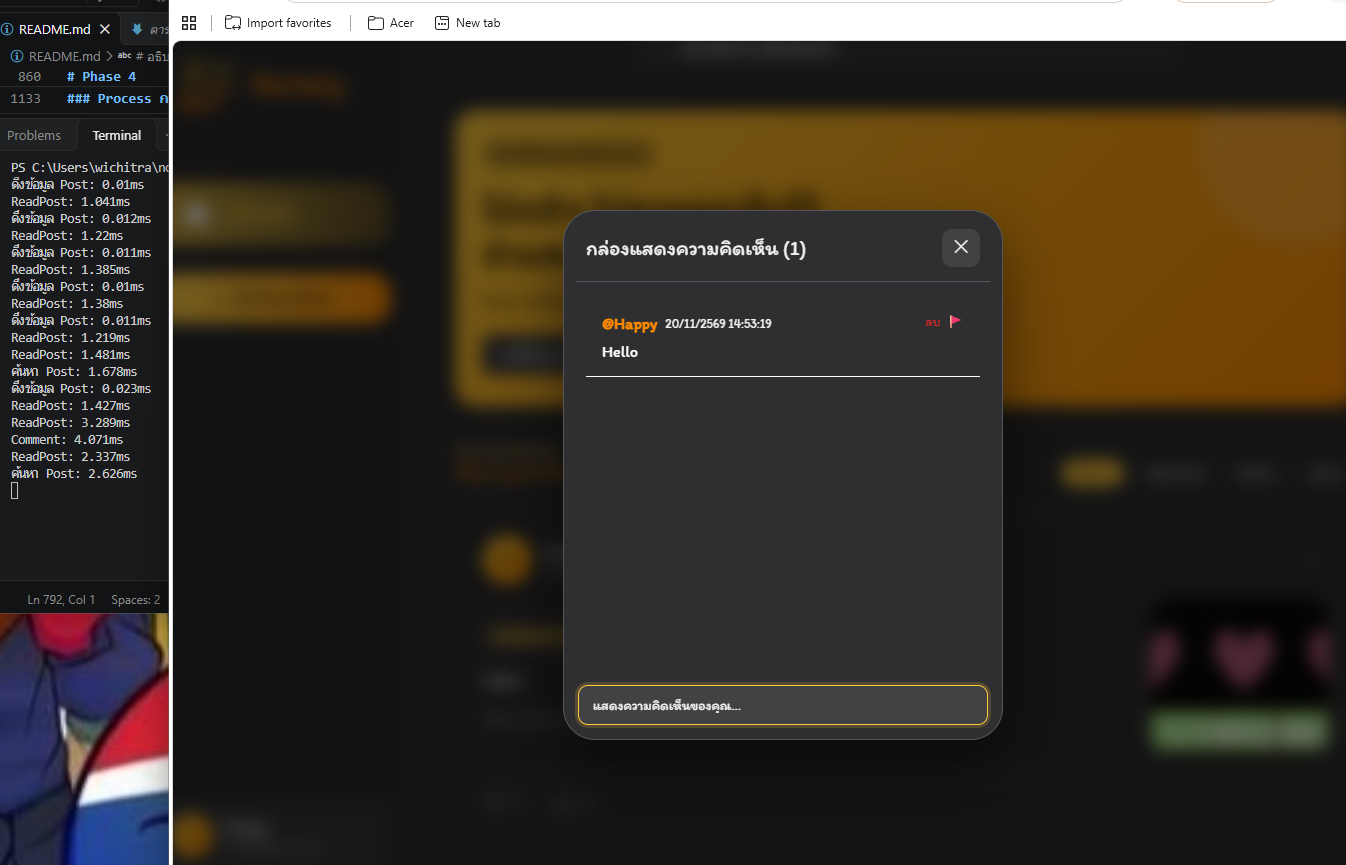 README.md
ตาร
README.md > abc # อธิบ
860 # Phase 4
1133 ### Process ก
Problems
Terminal
PS C:\Users\wichitra\no
ดึงข้อมูล Post: 0.01ms
ReadPost: 1.041ms
ดึงข้อมูล Post: 0.012ms
ReadPost: 1.22ms
ดึงข้อมูล Post: 0.011ms
ReadPost: 1.385ms
ดึงข้อมูล Post: 0.01ms
ReadPost: 1.38ms
ดึงข้อมูล Post: 0.011ms
ReadPost: 1.219ms
ReadPost: 1.481ms
ค้นหา Post: 1.678ms
ดึงข้อมูล Post: 0.023ms
ReadPost: 1.427ms
ReadPost: 3.289ms
Comment: 4.071ms
ReadPost: 2.337ms
ค้นหา Post: 2.626ms
Ln 792, Col 1 Spaces: 2
Import favorites
Acer
New tab
กล่องแสดงความคิดเห็น (1)
@Happy 20/11/2569 14:53:19
ลบ
Hello
แสดงความคิดเห็นของคุณ...